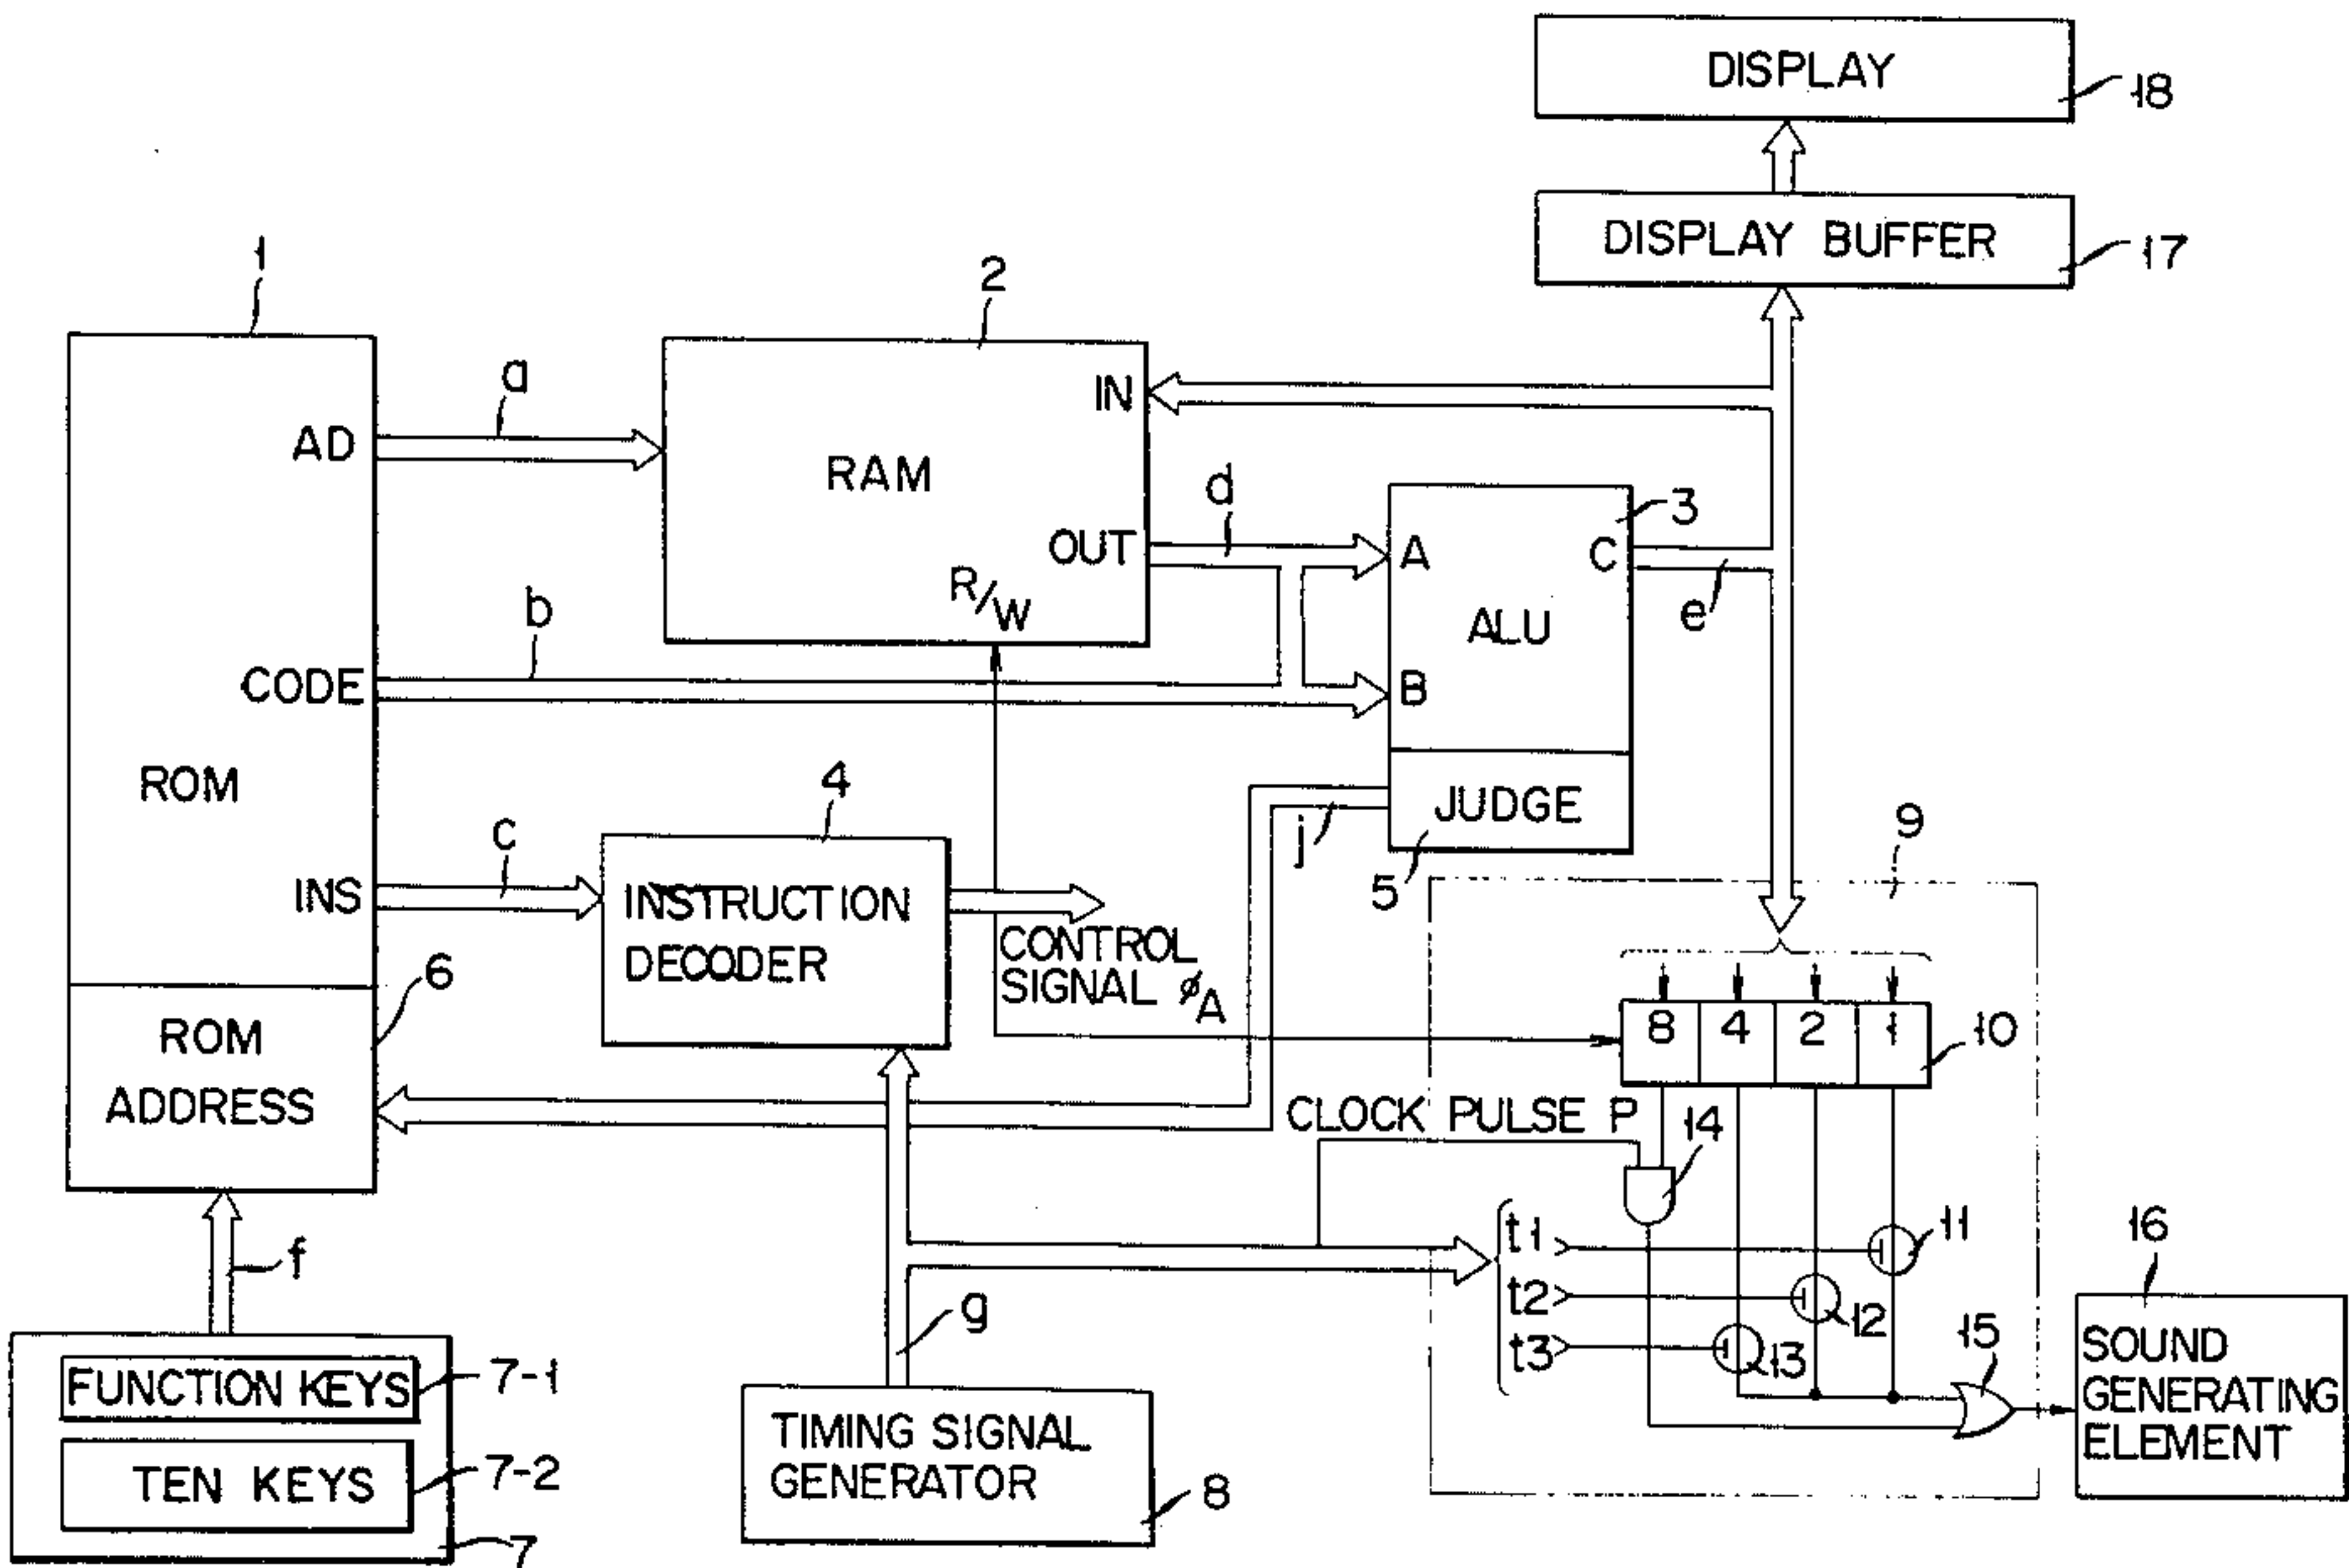 DISPLAY
18
DISPLAY BUFFER
17
1
2
a
AD
IN
RAM
d
3
OUT
A
C
R/W
b
e
ALU
CODE
B
ROM
4
JUDGE
j
5
9
c
INS
INSTRUCTION
DECODER
CONTROL
SIGNAL ϕA
6
ROM
ADDRESS
8 4 2 1
10
CLOCK PULSE P
14
t1
11
t2
12
t3
13
15
16
SOUND
GENERATING
ELEMENT
f
g
FUNCTION KEYS
7-1
TEN KEYS
7-2
7
TIMING SIGNAL
GENERATOR
8